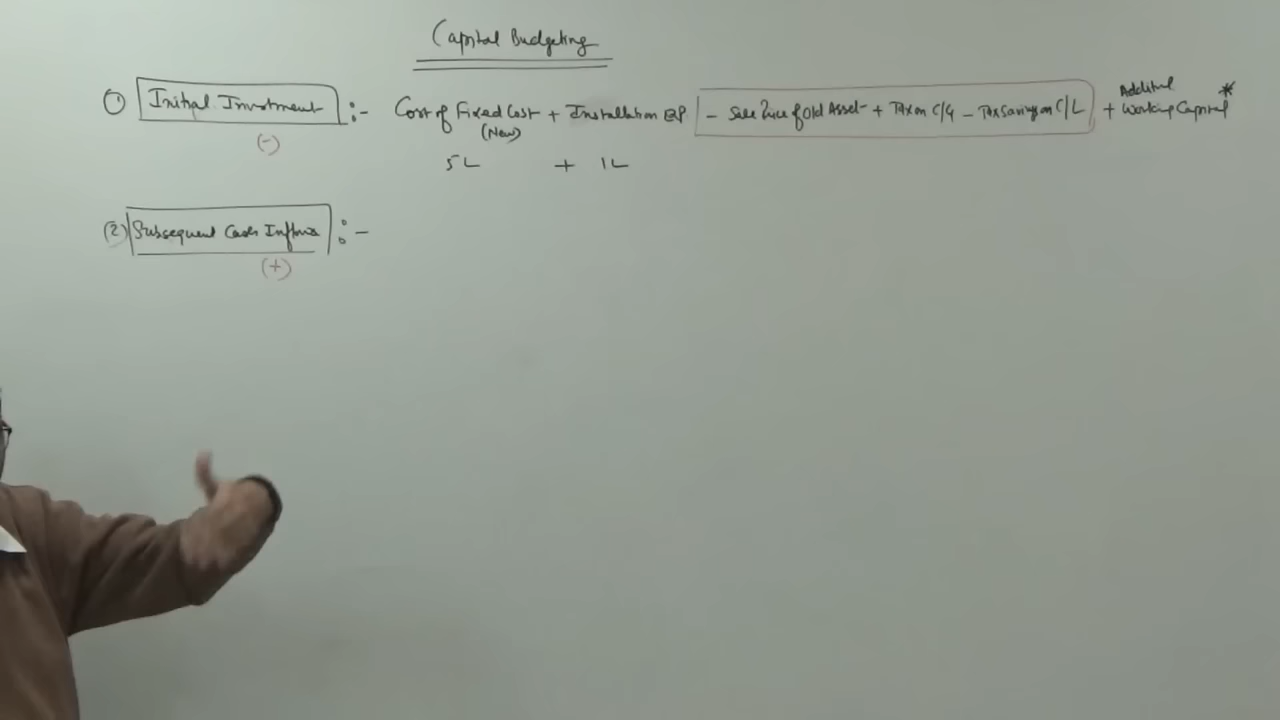 Capital Budgeting
① Initial Investment :- Cost of Fixed Cost + Installation Exp. - Sale Price of Old Asset + Tax on C/G - Tax Saving on C/L + Additional Working Capital *
(New)
(-)
5L + 1L
(2) Subsequent Cash Inflows :-
(+)